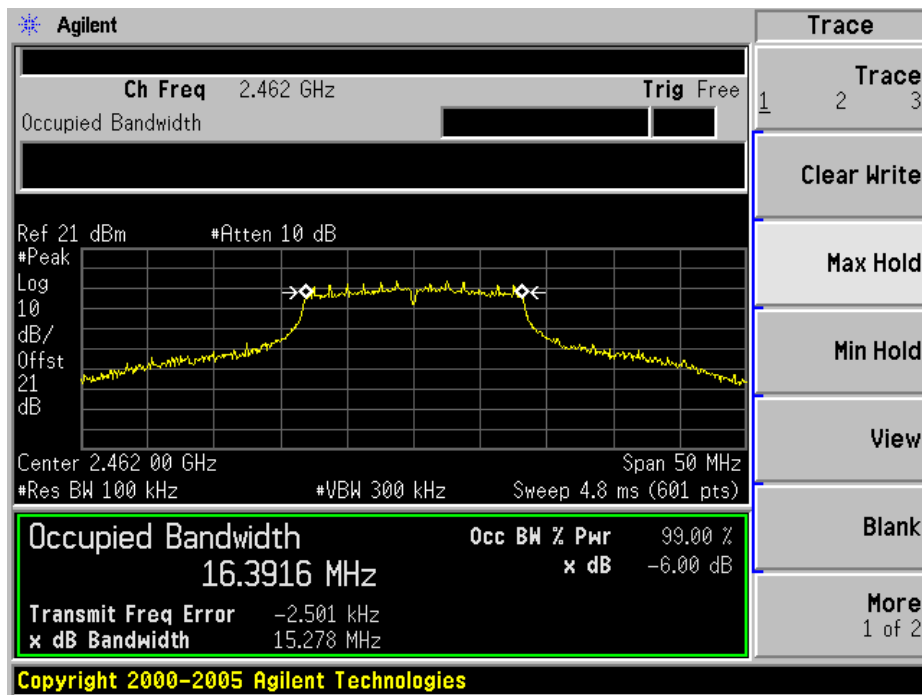 Agilent
Trace
Ch Freq 2.462 GHz Trig Free
Occupied Bandwidth
Trace
1 2 3
Clear Write
Max Hold
Min Hold
View
Blank
More
1 of 2
Ref 21 dBm #Atten 10 dB
#Peak
Log
10
dB/
Offst
21
dB
Center 2.462 00 GHz Span 50 MHz
#Res BW 100 kHz #VBW 300 kHz Sweep 4.8 ms (601 pts)
Occupied Bandwidth
16.3916 MHz
Occ BW % Pwr 99.00 %
x dB -6.00 dB
Transmit Freq Error -2.501 kHz
x dB Bandwidth 15.278 MHz
Copyright 2000-2005 Agilent Technologies